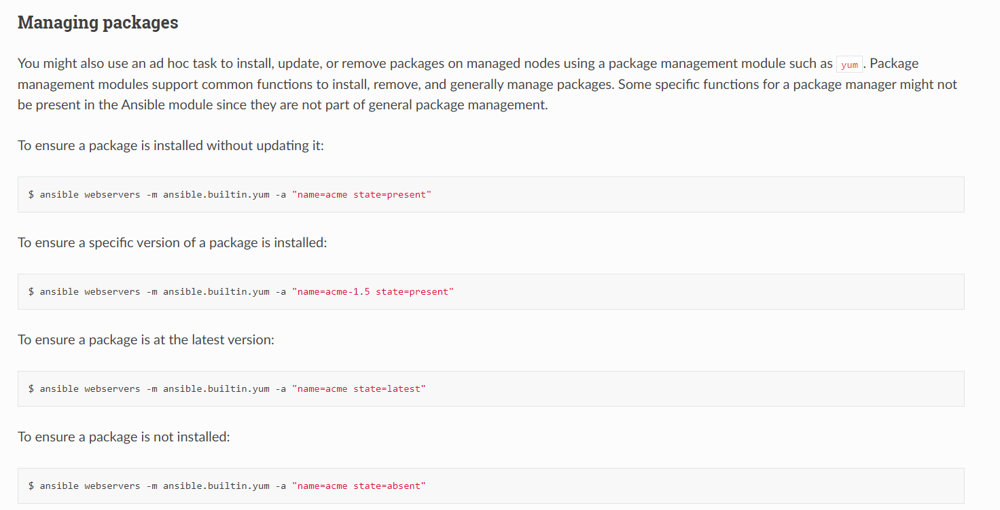 Managing packages
You might also use an ad hoc task to install, update, or remove packages on managed nodes using a package management module such as yum . Package
management modules support common functions to install, remove, and generally manage packages. Some specific functions for a package manager might not
be present in the Ansible module since they are not part of general package management.
To ensure a package is installed without updating it:
$ ansible webservers -m ansible.builtin.yum -a "name=acme state=present"
To ensure a specific version of a package is installed:
$ ansible webservers -m ansible.builtin.yum -a "name=acme-1.5 state=present"
To ensure a package is at the latest version:
$ ansible webservers -m ansible.builtin.yum -a "name=acme state=latest"
To ensure a package is not installed:
$ ansible webservers -m ansible.builtin.yum -a "name=acme state=absent"